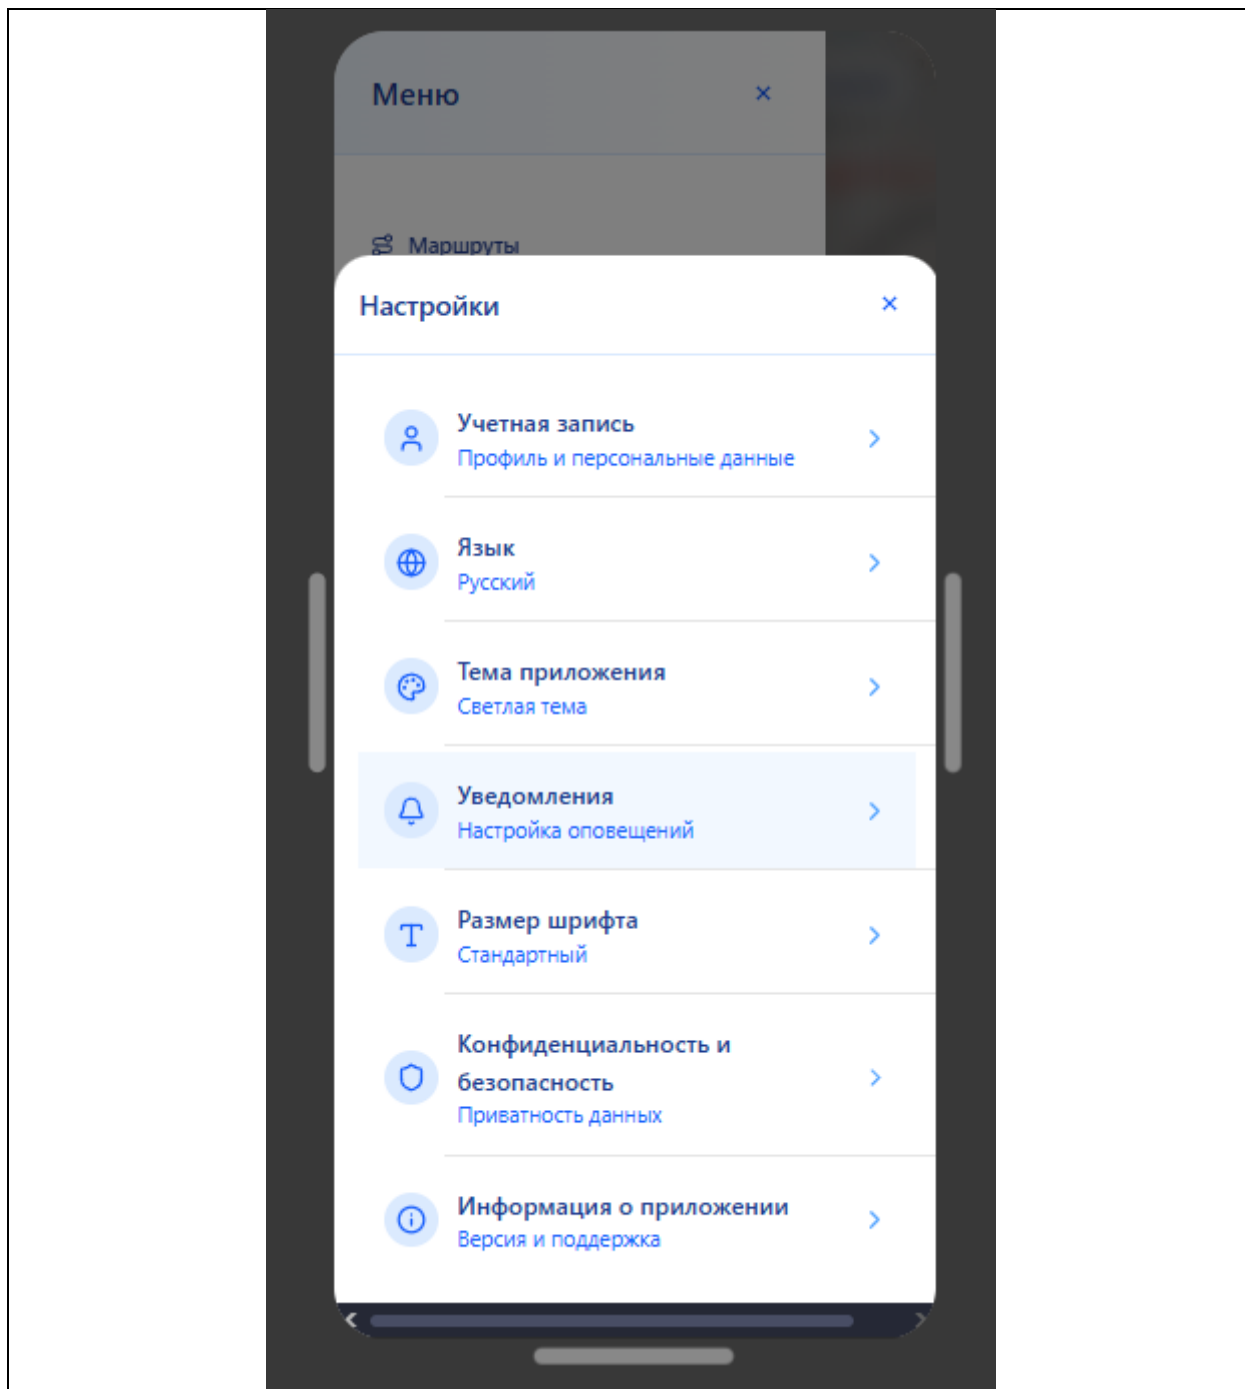 Меню
Маршруты
Настройки
Учетная запись
Профиль и персональные данные
Язык
Русский
Тема приложения
Светлая тема
Уведомления
Настройка оповещений
Размер шрифта
Стандартный
Конфиденциальность и
безопасность
Приватность данных
Информация о приложении
Версия и поддержка